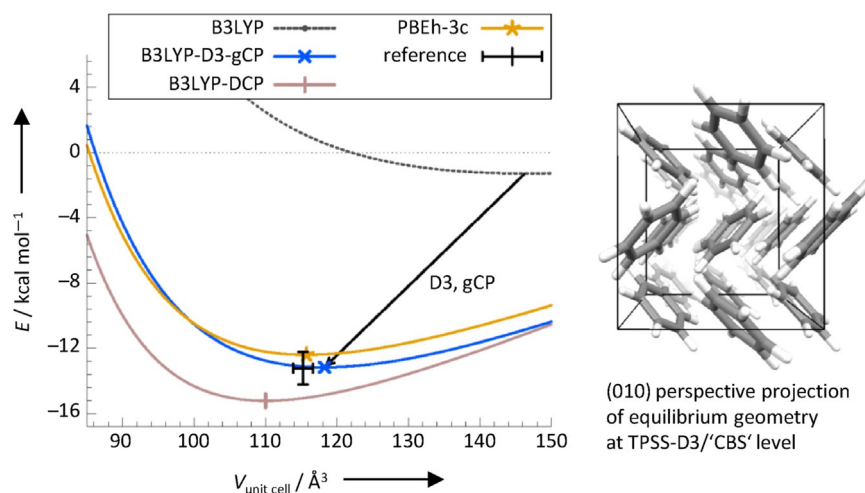 B3LYP
PBEh-3c
B3LYP-D3-gCP
reference
B3LYP-DCP
4
0
−4
−8
−12
−16
E / kcal mol−1
D3, gCP
90 100 110 120 130 140 150
Vunit cell / Å3
(010) perspective projection
of equilibrium geometry
at TPSS-D3/‘CBS‘ level